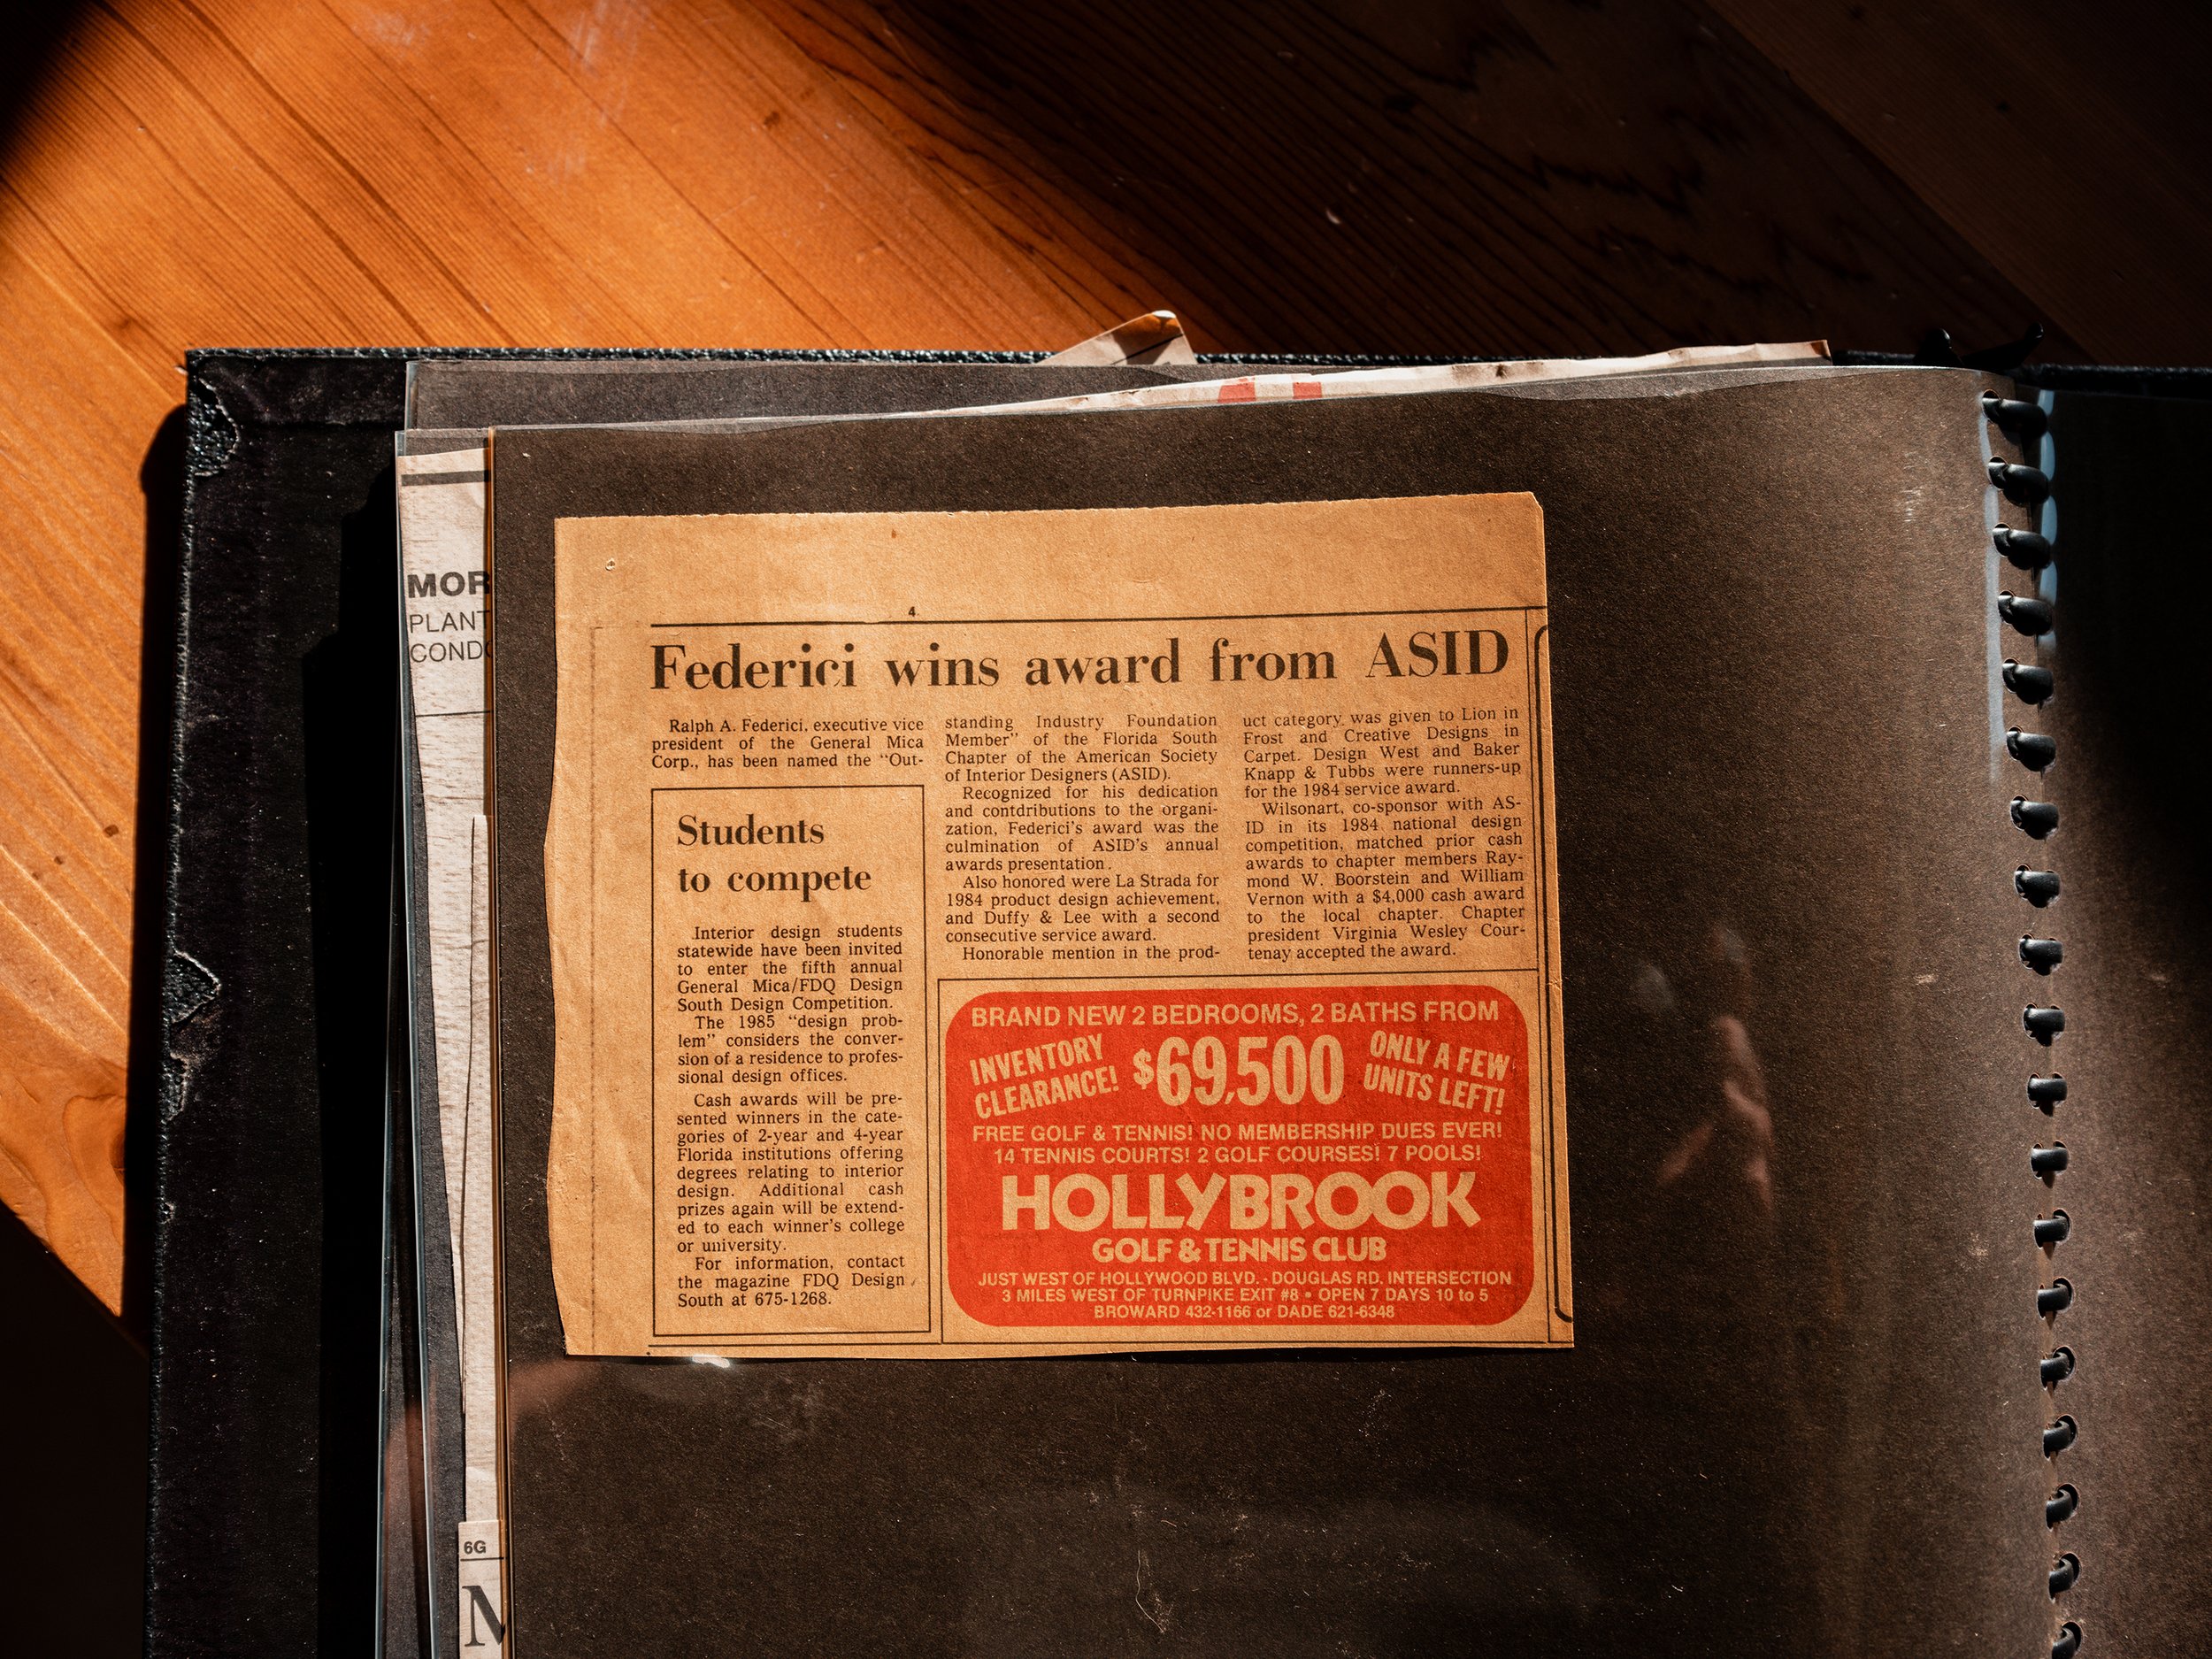 MOR
PLANT
COND
6G
M
4
Federici wins award from ASID
Ralph A. Federici, executive vice
president of the General Mica
Corp., has been named the “Out-
standing Industry Foundation
Member” of the Florida South
Chapter of the American Society
of Interior Designers (ASID).
Recognized for his dedication
and contdributions to the organi-
zation, Federici's award was the
culmination of ASID's annual
awards presentation.
Also honored were La Strada for
1984 product design achievement,
and Duffy & Lee with a second
consecutive service award.
Honorable mention in the prod-
uct category was given to Lion in
Frost and Creative Designs in
Carpet. Design West and Baker
Knapp & Tubbs were runners-up
for the 1984 service award.
Wilsonart, co-sponsor with AS-
ID in its 1984 national design
competition, matched prior cash
awards to chapter members Ray-
mond W. Boorstein and William
Vernon with a $4,000 cash award
to the local chapter. Chapter
president Virginia Wesley Cour-
tenay accepted the award.
Students
to compete
Interior design students
statewide have been invited
to enter the fifth annual
General Mica/FDQ Design
South Design Competition.
The 1985 “design prob-
lem” considers the conver-
sion of a residence to profes-
sional design offices.
Cash awards will be pre-
sented winners in the cate-
gories of 2-year and 4-year
Florida institutions offering
degrees relating to interior
design. Additional cash
prizes again will be extend-
ed to each winner's college
or university.
For information, contact
the magazine FDQ Design
South at 675-1268.
BRAND NEW 2 BEDROOMS, 2 BATHS FROM
INVENTORY
CLEARANCE!
$69,500
ONLY A FEW
UNITS LEFT!
FREE GOLF & TENNIS! NO MEMBERSHIP DUES EVER!
14 TENNIS COURTS! 2 GOLF COURSES! 7 POOLS!
HOLLYBROOK
GOLF & TENNIS CLUB
JUST WEST OF HOLLYWOOD BLVD. - DOUGLAS RD. INTERSECTION
3 MILES WEST OF TURNPIKE EXIT #8 • OPEN 7 DAYS 10 to 5
BROWARD 432-1166 or DADE 621-6348